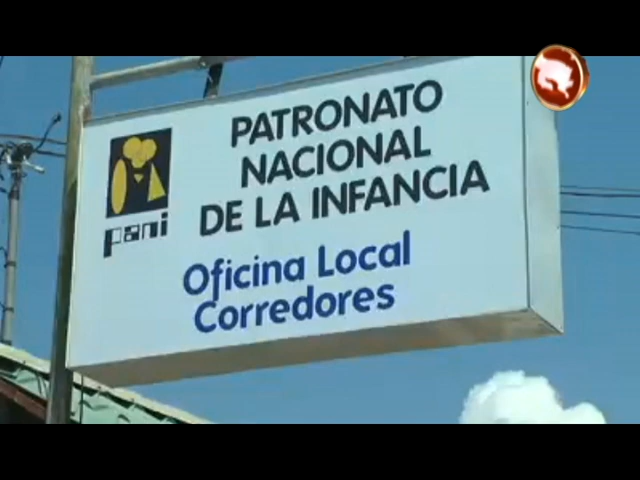 PATRONATO
NACIONAL
DE LA INFANCIA
pani
Oficina Local
Corredores